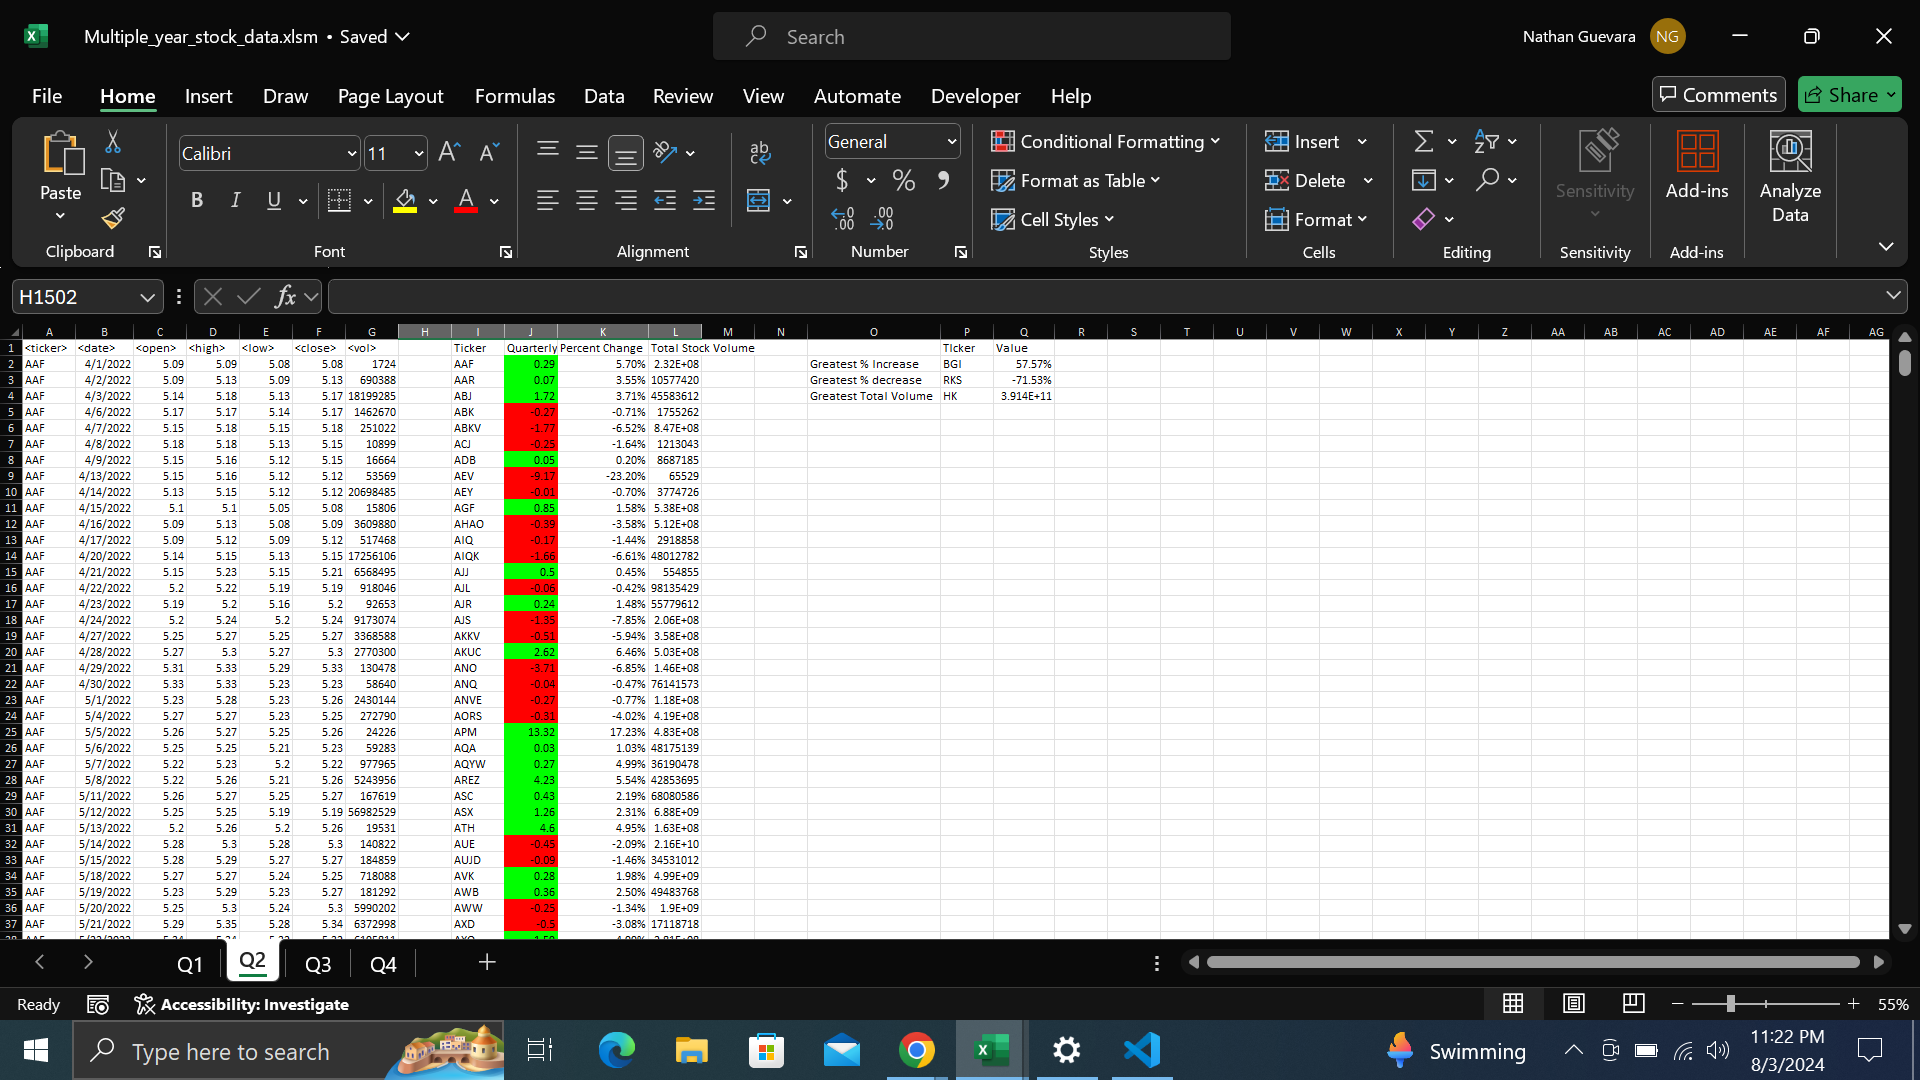 Multiple_year_stock_data.xlsm • Saved
Search
Nathan Guevara NG
File Home Insert Draw Page Layout Formulas Data Review View Automate Developer Help
Comments Share
Paste
Clipboard
Calibri 11
B I U
Font
ab
Alignment
General
$ % 9
Number
Conditional Formatting
Format as Table
Cell Styles
Styles
Insert
Delete
Format
Cells
Editing
Sensitivity
Sensitivity
Add-ins
Add-ins
Analyze Data
H1502 fx
A B C D E F G H I J K L M N O P Q R S T U V W X Y Z AA AB AC AD AE AF AG
1 <ticker> <date> <open> <high> <low> <close> <vol> Ticker Quarterly Percent Change Total Stock Volume Ticker Value
2 AAF 4/1/2022 5.09 5.09 5.08 5.08 1724 AAF 0.29 5.70% 2.32E+08 Greatest % Increase BGI 57.57%
3 AAF 4/2/2022 5.09 5.13 5.09 5.13 690388 AAR 0.07 3.55% 10577420 Greatest % decrease RKS -71.53%
4 AAF 4/3/2022 5.14 5.18 5.13 5.17 18199285 ABJ 1.72 3.71% 45583612 Greatest Total Volume HK 3.914E+11
5 AAF 4/6/2022 5.17 5.17 5.14 5.17 1462670 ABK -0.27 -0.71% 1755262
6 AAF 4/7/2022 5.15 5.18 5.15 5.18 251022 ABKV -1.77 -6.52% 8.47E+08
7 AAF 4/8/2022 5.18 5.18 5.13 5.15 10899 ACJ -0.25 -1.64% 1213043
8 AAF 4/9/2022 5.15 5.16 5.12 5.15 16664 ADB 0.05 0.20% 8687185
9 AAF 4/13/2022 5.15 5.16 5.12 5.12 53569 AEV -9.17 -23.20% 65529
10 AAF 4/14/2022 5.13 5.15 5.12 5.12 20698485 AEY -0.01 -0.70% 3774726
11 AAF 4/15/2022 5.1 5.1 5.05 5.08 15806 AGF 0.85 1.58% 5.38E+08
12 AAF 4/16/2022 5.09 5.13 5.08 5.09 3609880 AHAO -0.39 -3.58% 5.12E+08
13 AAF 4/17/2022 5.09 5.12 5.09 5.12 517468 AIQ -0.17 -1.44% 2918858
14 AAF 4/20/2022 5.14 5.15 5.13 5.15 17256106 AIQK -1.66 -6.61% 48012782
15 AAF 4/21/2022 5.15 5.23 5.15 5.21 6568495 AJJ 0.5 0.45% 554855
16 AAF 4/22/2022 5.2 5.22 5.19 5.19 918046 AJL -0.06 -0.42% 98135429
17 AAF 4/23/2022 5.19 5.2 5.16 5.2 92653 AJR 0.24 1.48% 55779612
18 AAF 4/24/2022 5.2 5.24 5.2 5.24 9173074 AJS -1.35 -7.85% 2.06E+08
19 AAF 4/27/2022 5.25 5.27 5.25 5.27 3368588 AKKV -0.51 -5.94% 3.58E+08
20 AAF 4/28/2022 5.27 5.3 5.27 5.3 2770300 AKUC 2.62 6.46% 5.03E+08
21 AAF 4/29/2022 5.31 5.33 5.29 5.33 130478 ANO -3.71 -6.85% 1.46E+08
22 AAF 4/30/2022 5.33 5.33 5.23 5.23 58640 ANQ -0.04 -0.47% 76141573
23 AAF 5/1/2022 5.23 5.28 5.23 5.26 2430144 ANVE -0.27 -0.77% 1.18E+08
24 AAF 5/4/2022 5.27 5.27 5.23 5.25 272790 AORS -0.31 -4.02% 4.19E+08
25 AAF 5/5/2022 5.26 5.27 5.25 5.26 24226 APM 13.32 17.23% 4.83E+08
26 AAF 5/6/2022 5.25 5.25 5.21 5.23 59283 AQA 0.03 1.03% 48175139
27 AAF 5/7/2022 5.22 5.23 5.2 5.22 977965 AQYW 0.27 4.99% 36190478
28 AAF 5/8/2022 5.22 5.26 5.21 5.26 5243956 AREZ 4.23 5.54% 42853695
29 AAF 5/11/2022 5.26 5.27 5.25 5.27 167619 ASC 0.43 2.19% 68080586
30 AAF 5/12/2022 5.25 5.25 5.19 5.19 56982529 ASX 1.26 2.31% 6.88E+09
31 AAF 5/13/2022 5.2 5.26 5.2 5.26 19531 ATH 4.6 4.95% 1.63E+08
32 AAF 5/14/2022 5.28 5.3 5.28 5.3 140822 AUE -0.45 -2.09% 2.16E+10
33 AAF 5/15/2022 5.28 5.29 5.27 5.27 184859 AUJD -0.09 -1.46% 34531012
34 AAF 5/18/2022 5.27 5.27 5.24 5.25 718088 AVK 0.28 1.98% 4.99E+09
35 AAF 5/19/2022 5.23 5.29 5.23 5.27 181292 AWB 0.36 2.50% 49483768
36 AAF 5/20/2022 5.25 5.3 5.24 5.3 5990202 AWW -0.25 -1.34% 1.9E+09
37 AAF 5/21/2022 5.29 5.35 5.28 5.34 6372998 AXD -0.5 -3.08% 17118718
Q1 Q2 Q3 Q4
Ready Accessibility: Investigate 55%
Type here to search
Swimming
11:22 PM
8/3/2024